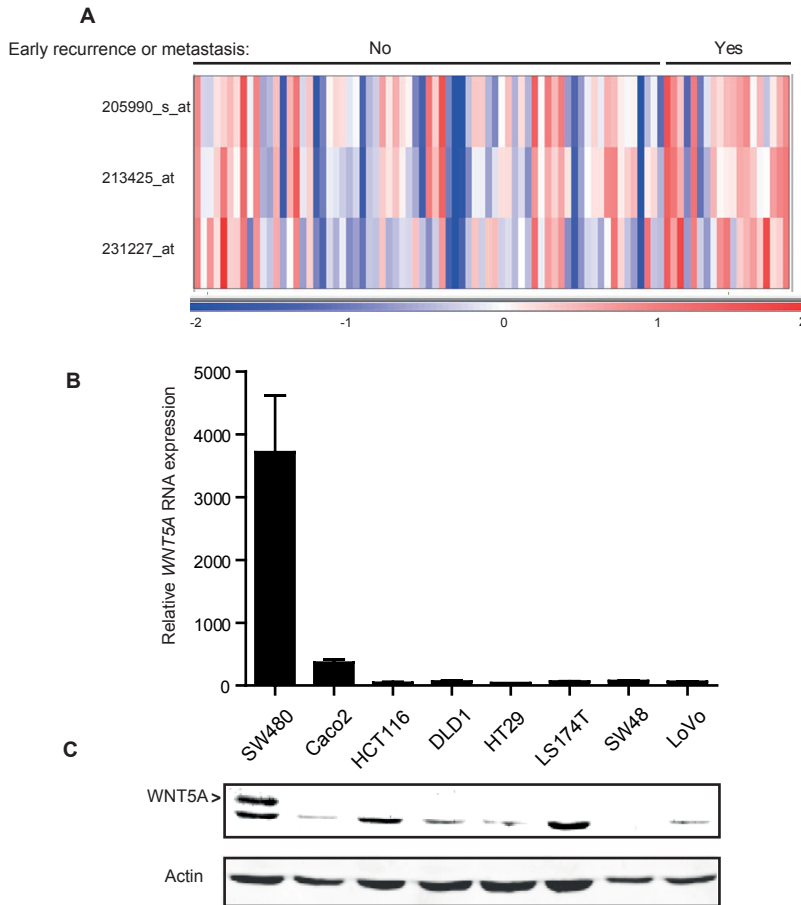 A
Early recurrence or metastasis:
No
Yes
205990_s_at
213425_at
231227_at
-2
-1
0
1
2
B
Relative WNT5A RNA expression
5000
4000
3000
2000
1000
0
SW480
Caco2
HCT116
DLD1
HT29
LS174T
SW48
LoVo
C
WNT5A >
Actin